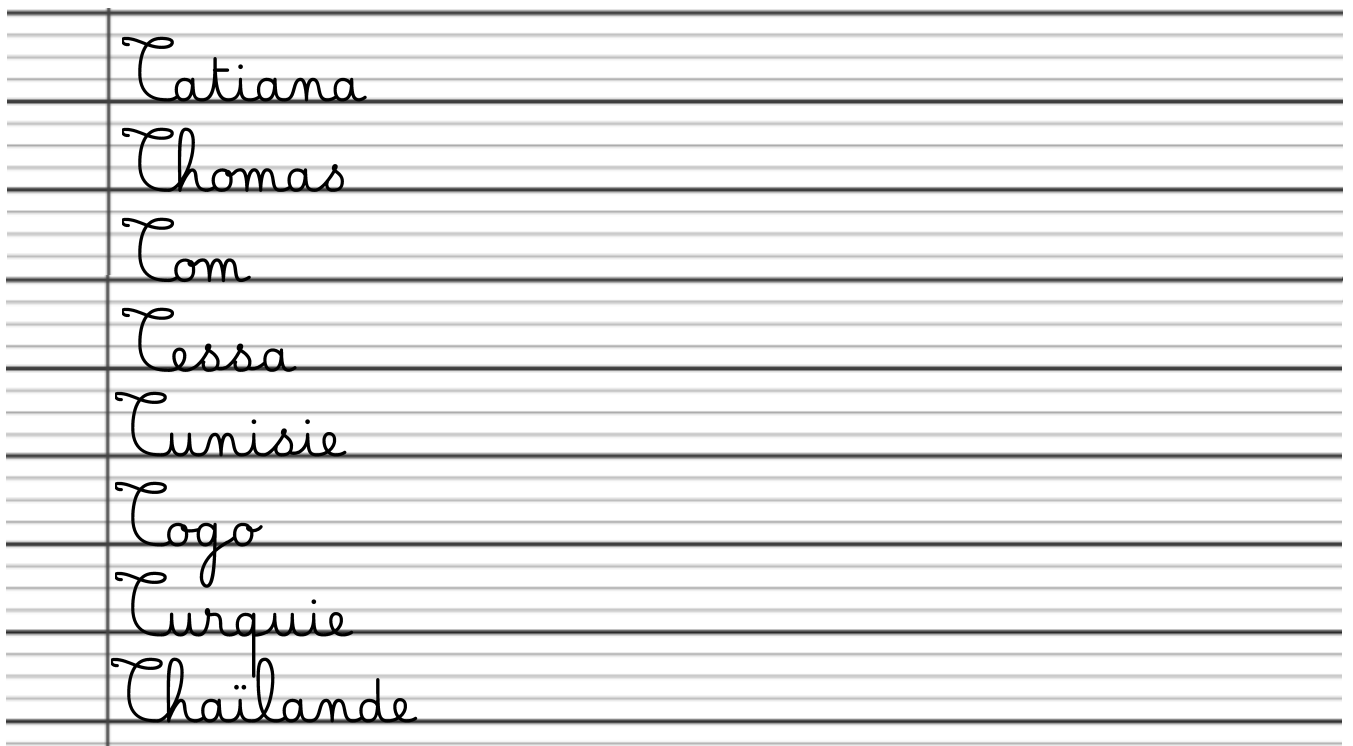 Tatiana
Thomas
Tom
Tessa
Tunisie
Togo
Turquie
Thaïlande